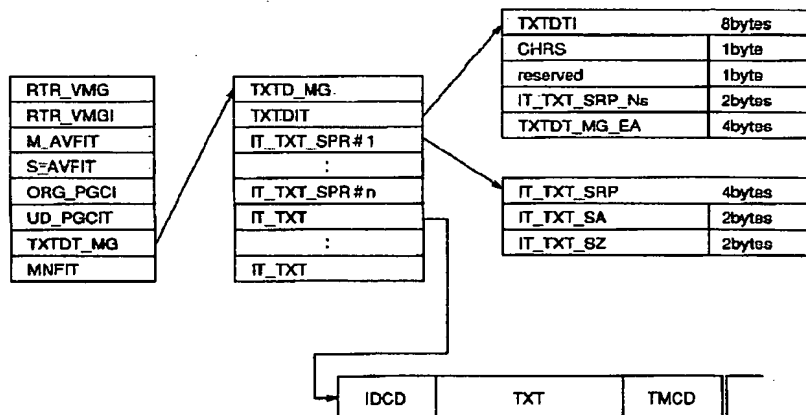 RTR_VMG
RTR_VMGI
M_AVFIT
S=AVFIT
ORG_PGCI
UD_PGCIT
TXTDT_MG
MNFIT
TXTD_MG
TXTDIT
IT_TXT_SPR#1
:
IT_TXT_SPR#n
IT_TXT
:
IT_TXT
TXTDTI 8bytes
CHRS 1byte
reserved 1byte
IT_TXT_SRP_Ns 2bytes
TXTDT_MG_EA 4bytes
IT_TXT_SRP 4bytes
IT_TXT_SA 2bytes
IT_TXT_SZ 2bytes
IDCD TXT TMCD